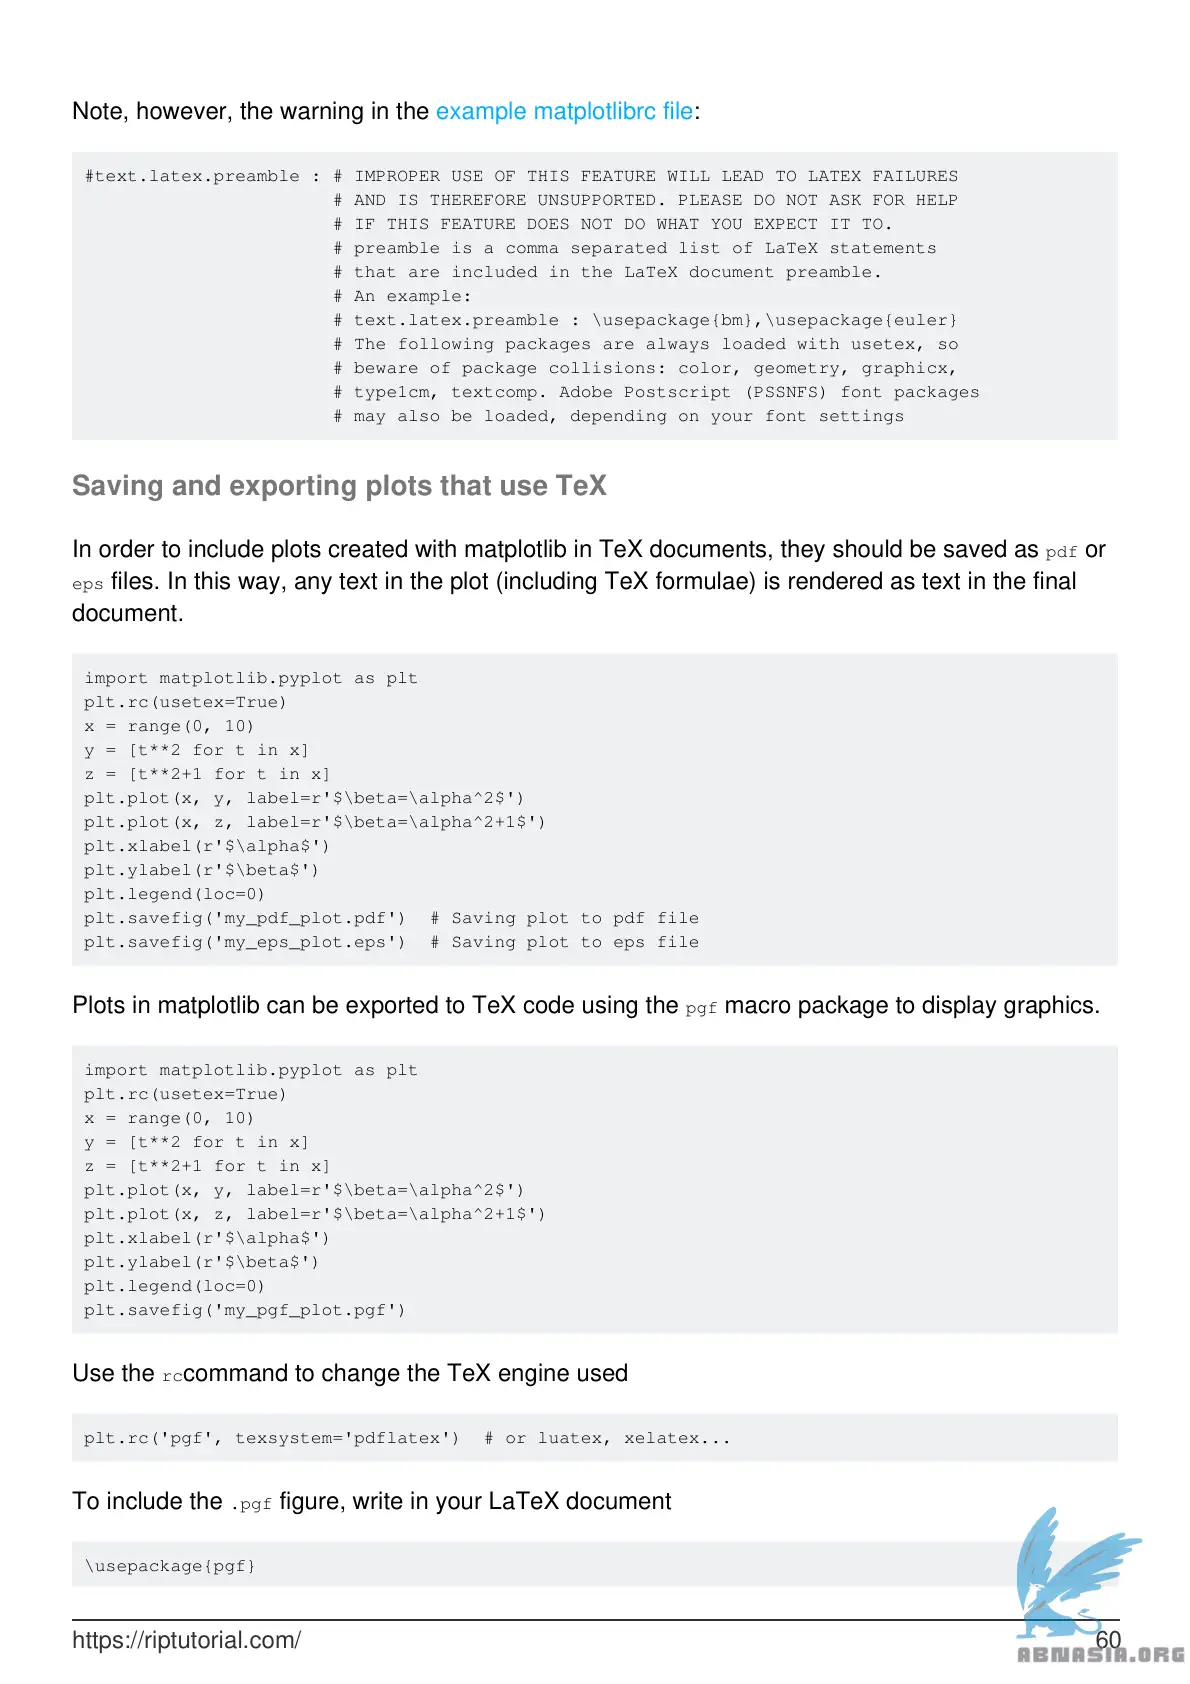 Note, however, the warning in the example matplotlibrc file:
#text.latex.preamble : # IMPROPER USE OF THIS FEATURE WILL LEAD TO LATEX FAILURES
# AND IS THEREFORE UNSUPPORTED. PLEASE DO NOT ASK FOR HELP
# IF THIS FEATURE DOES NOT DO WHAT YOU EXPECT IT TO.
# preamble is a comma separated list of LaTeX statements
# that are included in the LaTeX document preamble.
# An example:
# text.latex.preamble : \usepackage{bm},\usepackage{euler}
# The following packages are always loaded with usetex, so
# beware of package collisions: color, geometry, graphicx,
# type1cm, textcomp. Adobe Postscript (PSSNFS) font packages
# may also be loaded, depending on your font settings
Saving and exporting plots that use TeX
In order to include plots created with matplotlib in TeX documents, they should be saved as pdf or
eps files. In this way, any text in the plot (including TeX formulae) is rendered as text in the final
document.
import matplotlib.pyplot as plt
plt.rc(usetex=True)
x = range(0, 10)
y = [t**2 for t in x]
z = [t**2+1 for t in x]
plt.plot(x, y, label=r'$\beta=\alpha^2$')
plt.plot(x, z, label=r'$\beta=\alpha^2+1$')
plt.xlabel(r'$\alpha$')
plt.ylabel(r'$\beta$')
plt.legend(loc=0)
plt.savefig('my_pdf_plot.pdf')  # Saving plot to pdf file
plt.savefig('my_eps_plot.eps')  # Saving plot to eps file
Plots in matplotlib can be exported to TeX code using the pgf macro package to display graphics.
import matplotlib.pyplot as plt
plt.rc(usetex=True)
x = range(0, 10)
y = [t**2 for t in x]
z = [t**2+1 for t in x]
plt.plot(x, y, label=r'$\beta=\alpha^2$')
plt.plot(x, z, label=r'$\beta=\alpha^2+1$')
plt.xlabel(r'$\alpha$')
plt.ylabel(r'$\beta$')
plt.legend(loc=0)
plt.savefig('my_pgf_plot.pgf')
Use the rccommand to change the TeX engine used
plt.rc('pgf', texsystem='pdflatex')  # or luatex, xelatex...
To include the .pgf figure, write in your LaTeX document
\usepackage{pgf}
https://riptutorial.com/
60
ABNASIA.ORG